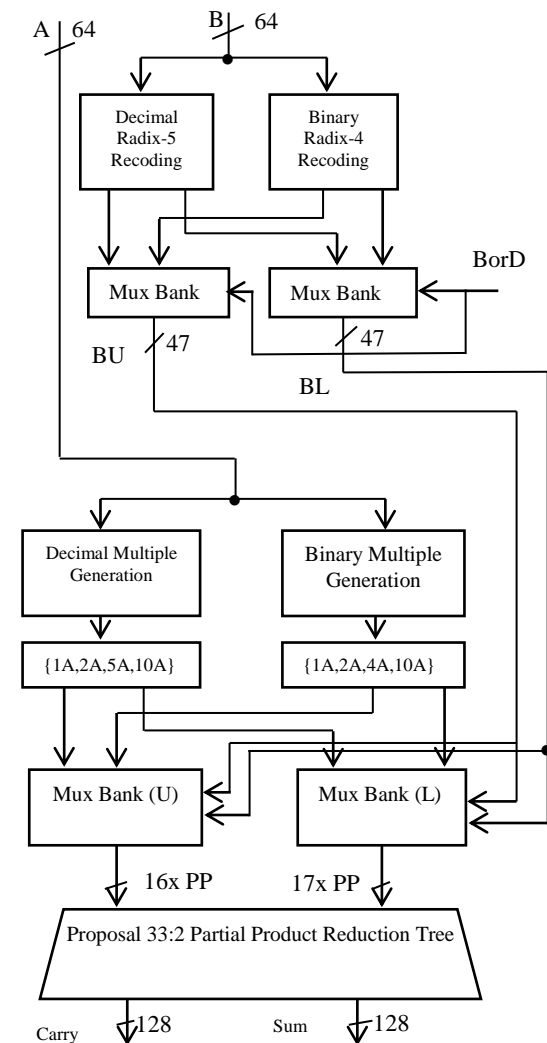 A 64
B 64
Decimal
Radix-5
Recoding
Binary
Radix-4
Recoding
BorD
Mux Bank
Mux Bank
BU 47
47
BL
Decimal Multiple
Generation
Binary Multiple
Generation
{1A,2A,5A,10A}
{1A,2A,4A,10A}
Mux Bank (U)
Mux Bank (L)
16x PP
17x PP
Proposal 33:2 Partial Product Reduction Tree
Carry 128
Sum 128